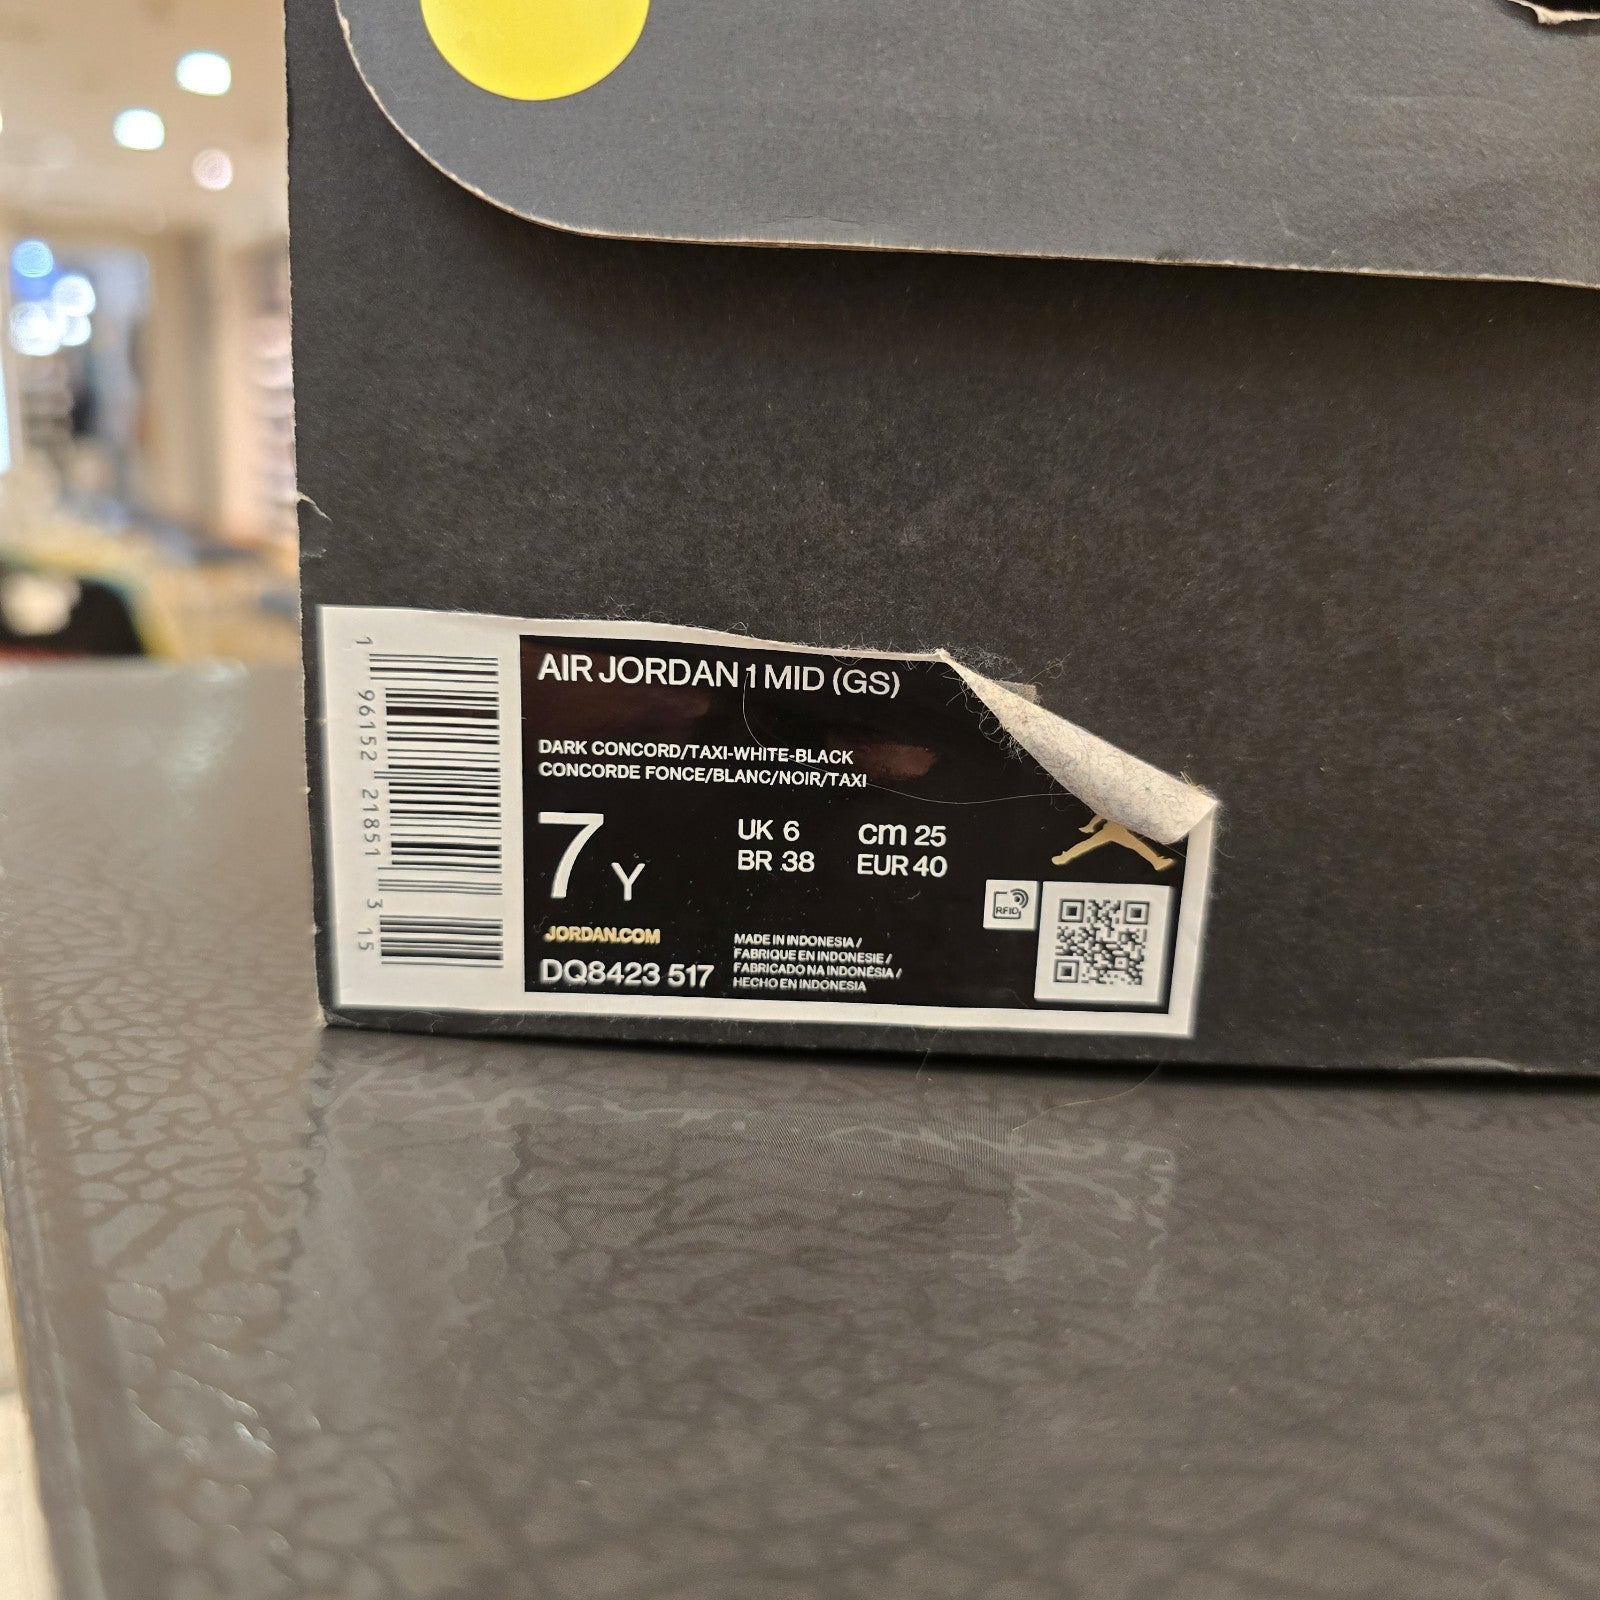 1 96152 21851 3 15
AIR JORDAN 1 MID (GS)
DARK CONCORD/TAXI-WHITE-BLACK
CONCORDE FONCE/BLANC/NOIR/TAXI
7 Y
UK 6
BR 38
cm 25
EUR 40
JORDAN.COM
DQ8423 517
MADE IN INDONESIA /
FABRIQUE EN INDONESIE /
FABRICADO NA INDONÉSIA /
HECHO EN INDONESIA
RFID